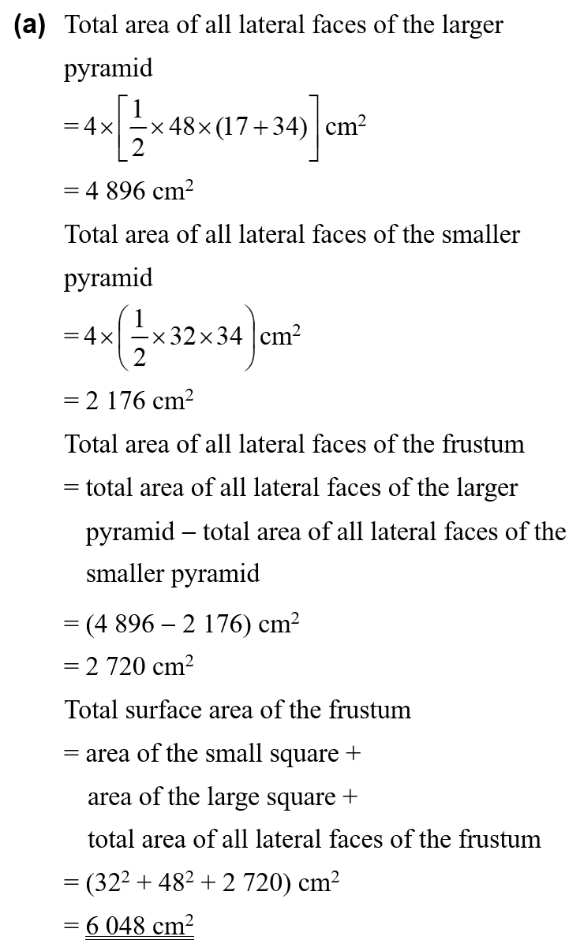 (a) Total area of all lateral faces of the larger
pyramid
= 4 × [1/2 × 48 × (17 + 34)] cm²
= 4 896 cm²
Total area of all lateral faces of the smaller
pyramid
= 4 × (1/2 × 32 × 34) cm²
= 2 176 cm²
Total area of all lateral faces of the frustum
= total area of all lateral faces of the larger
pyramid – total area of all lateral faces of the
smaller pyramid
= (4 896 – 2 176) cm²
= 2 720 cm²
Total surface area of the frustum
= area of the small square +
area of the large square +
total area of all lateral faces of the frustum
= (32² + 48² + 2 720) cm²
= 6 048 cm²